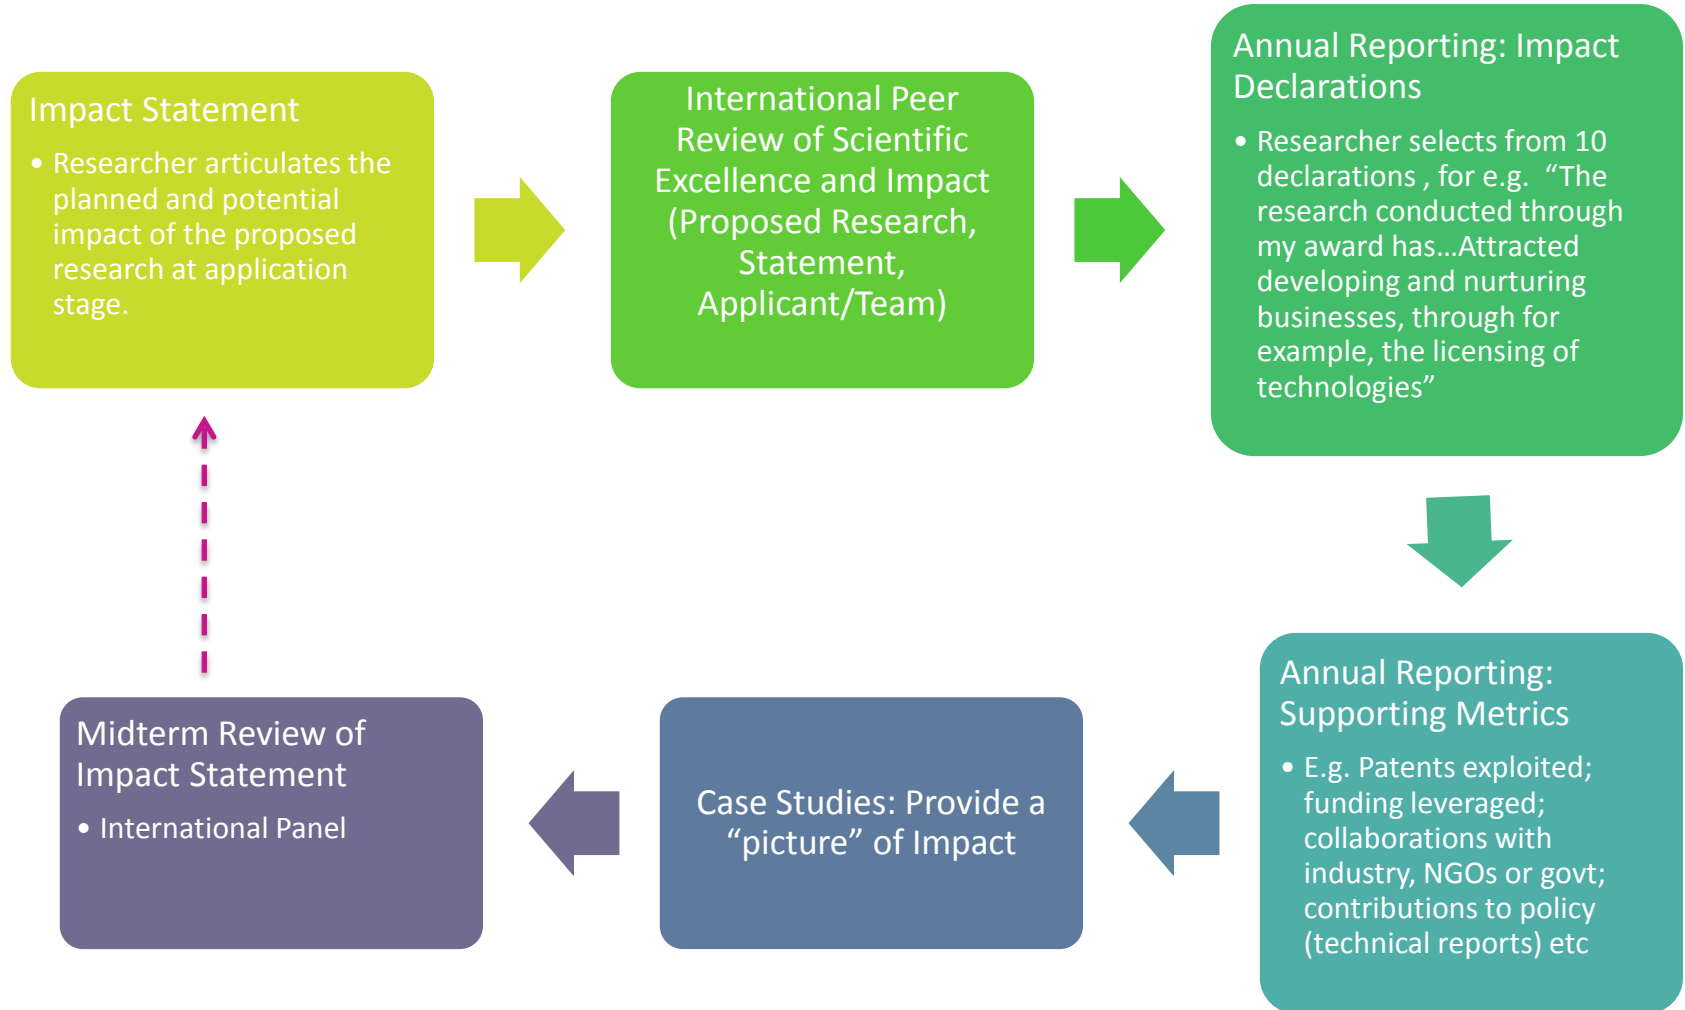 Impact Statement
• Researcher articulates the
planned and potential
impact of the proposed
research at application
stage.
International Peer
Review of Scientific
Excellence and Impact
(Proposed Research,
Statement,
Applicant/Team)
Annual Reporting: Impact
Declarations
• Researcher selects from 10
declarations , for e.g. “The
research conducted through
my award has…Attracted
developing and nurturing
businesses, through for
example, the licensing of
technologies”
Annual Reporting:
Supporting Metrics
• E.g. Patents exploited;
funding leveraged;
collaborations with
industry, NGOs or govt;
contributions to policy
(technical reports) etc
Case Studies: Provide a
“picture” of Impact
Midterm Review of
Impact Statement
• International Panel